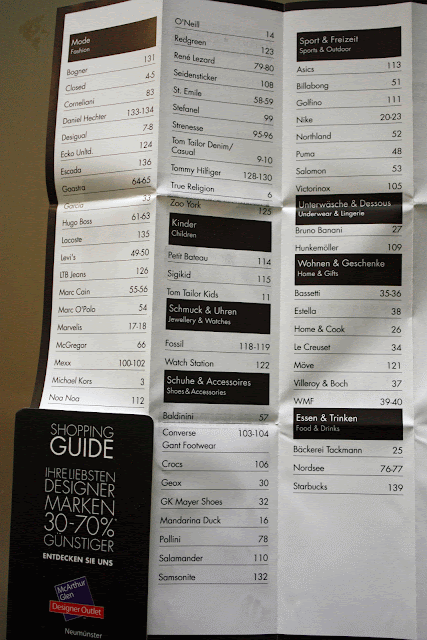 Mode
Fashion
Bogner 131
Closed 4-5
Corneliani 83
Daniel Hechter 133-134
Desigual 7-8
Ecko Unltd. 124
Escada 136
Gaastra 64-65
Garcia 33
Hugo Boss 61-63
Lacoste 135
Levi's 49-50
LTB Jeans 126
Marc Cain 55-56
Marc O'Polo 54
Marvelis 17-18
McGregor 66
Mexx 100-102
Michael Kors 3
Noa Noa 112
O'Neill 14
Redgreen 123
René Lezard 79-80
Seidensticker 108
St. Emile 58-59
Stefanel 99
Strenesse 95-96
Tom Tailor Denim/
Casual 9-10
Tommy Hilfiger 128-130
True Religion 6
Zoo York 125
Kinder
Children
Petit Bateau 114
Sigikid 115
Tom Tailor Kids 11
Schmuck & Uhren
Jewellery & Watches
Fossil 118-119
Watch Station 122
Schuhe & Accessoires
Shoes & Accessories
Baldinini 57
Converse 103-104
Gant Footwear
Crocs 106
Geox 30
GK Mayer Shoes 32
Mandarina Duck 16
Pollini 78
Salamander 110
Samsonite 132
Sport & Freizeit
Sports & Outdoor
Asics 113
Billabong 51
Golfino 111
Nike 20-23
Northland 52
Puma 48
Salomon 53
Victorinox 105
Unterwäsche & Dessous
Underwear & Lingerie
Bruno Banani 27
Hunkemöller 109
Wohnen & Geschenke
Home & Gifts
Bassetti 35-36
Estella 38
Home & Cook 26
Le Creuset 34
Möve 121
Villeroy & Boch 37
WMF 39-40
Essen & Trinken
Food & Drinks
Bäckerei Tackmann 25
Nordsee 76-77
Starbucks 139
SHOPPING
GUIDE
IHRE LIEBSTEN
DESIGNER
MARKEN
30-70%*
GÜNSTIGER
ENTDECKEN SIE UNS
McArthur
Glen
Designer Outlet
Neumünster